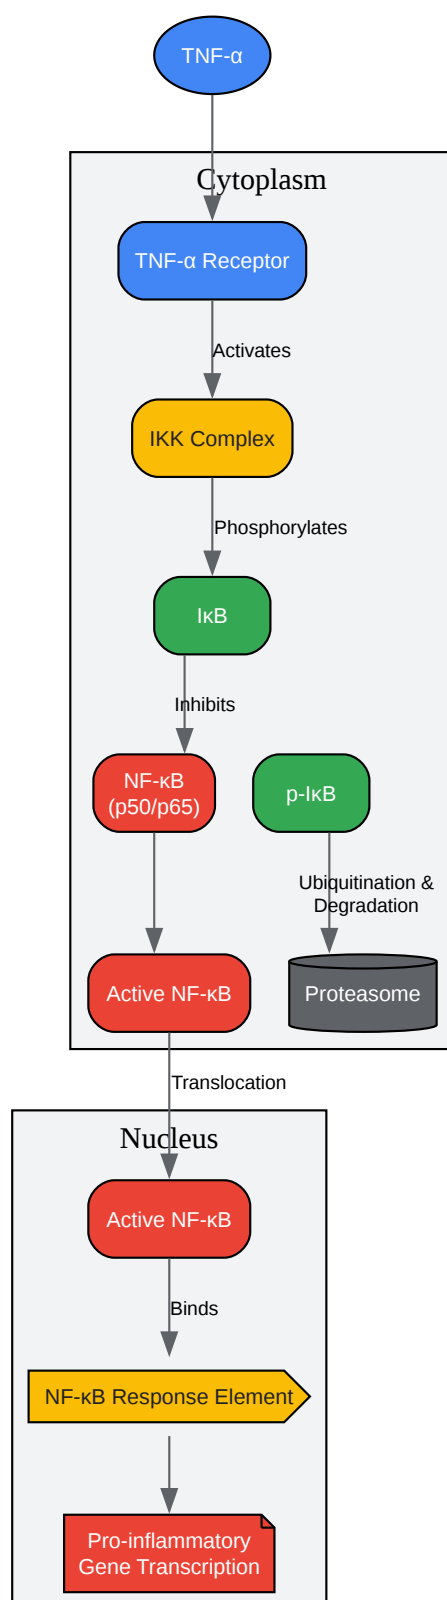 TNF-α
Cytoplasm
TNF-α Receptor
Activates
IKK Complex
Phosphorylates
IκB
Inhibits
NF-κB
(p50/p65)
p-IκB
Ubiquitination &
Degradation
Active NF-κB
Proteasome
Translocation
Nucleus
Active NF-κB
Binds
NF-κB Response Element
Pro-inflammatory
Gene Transcription